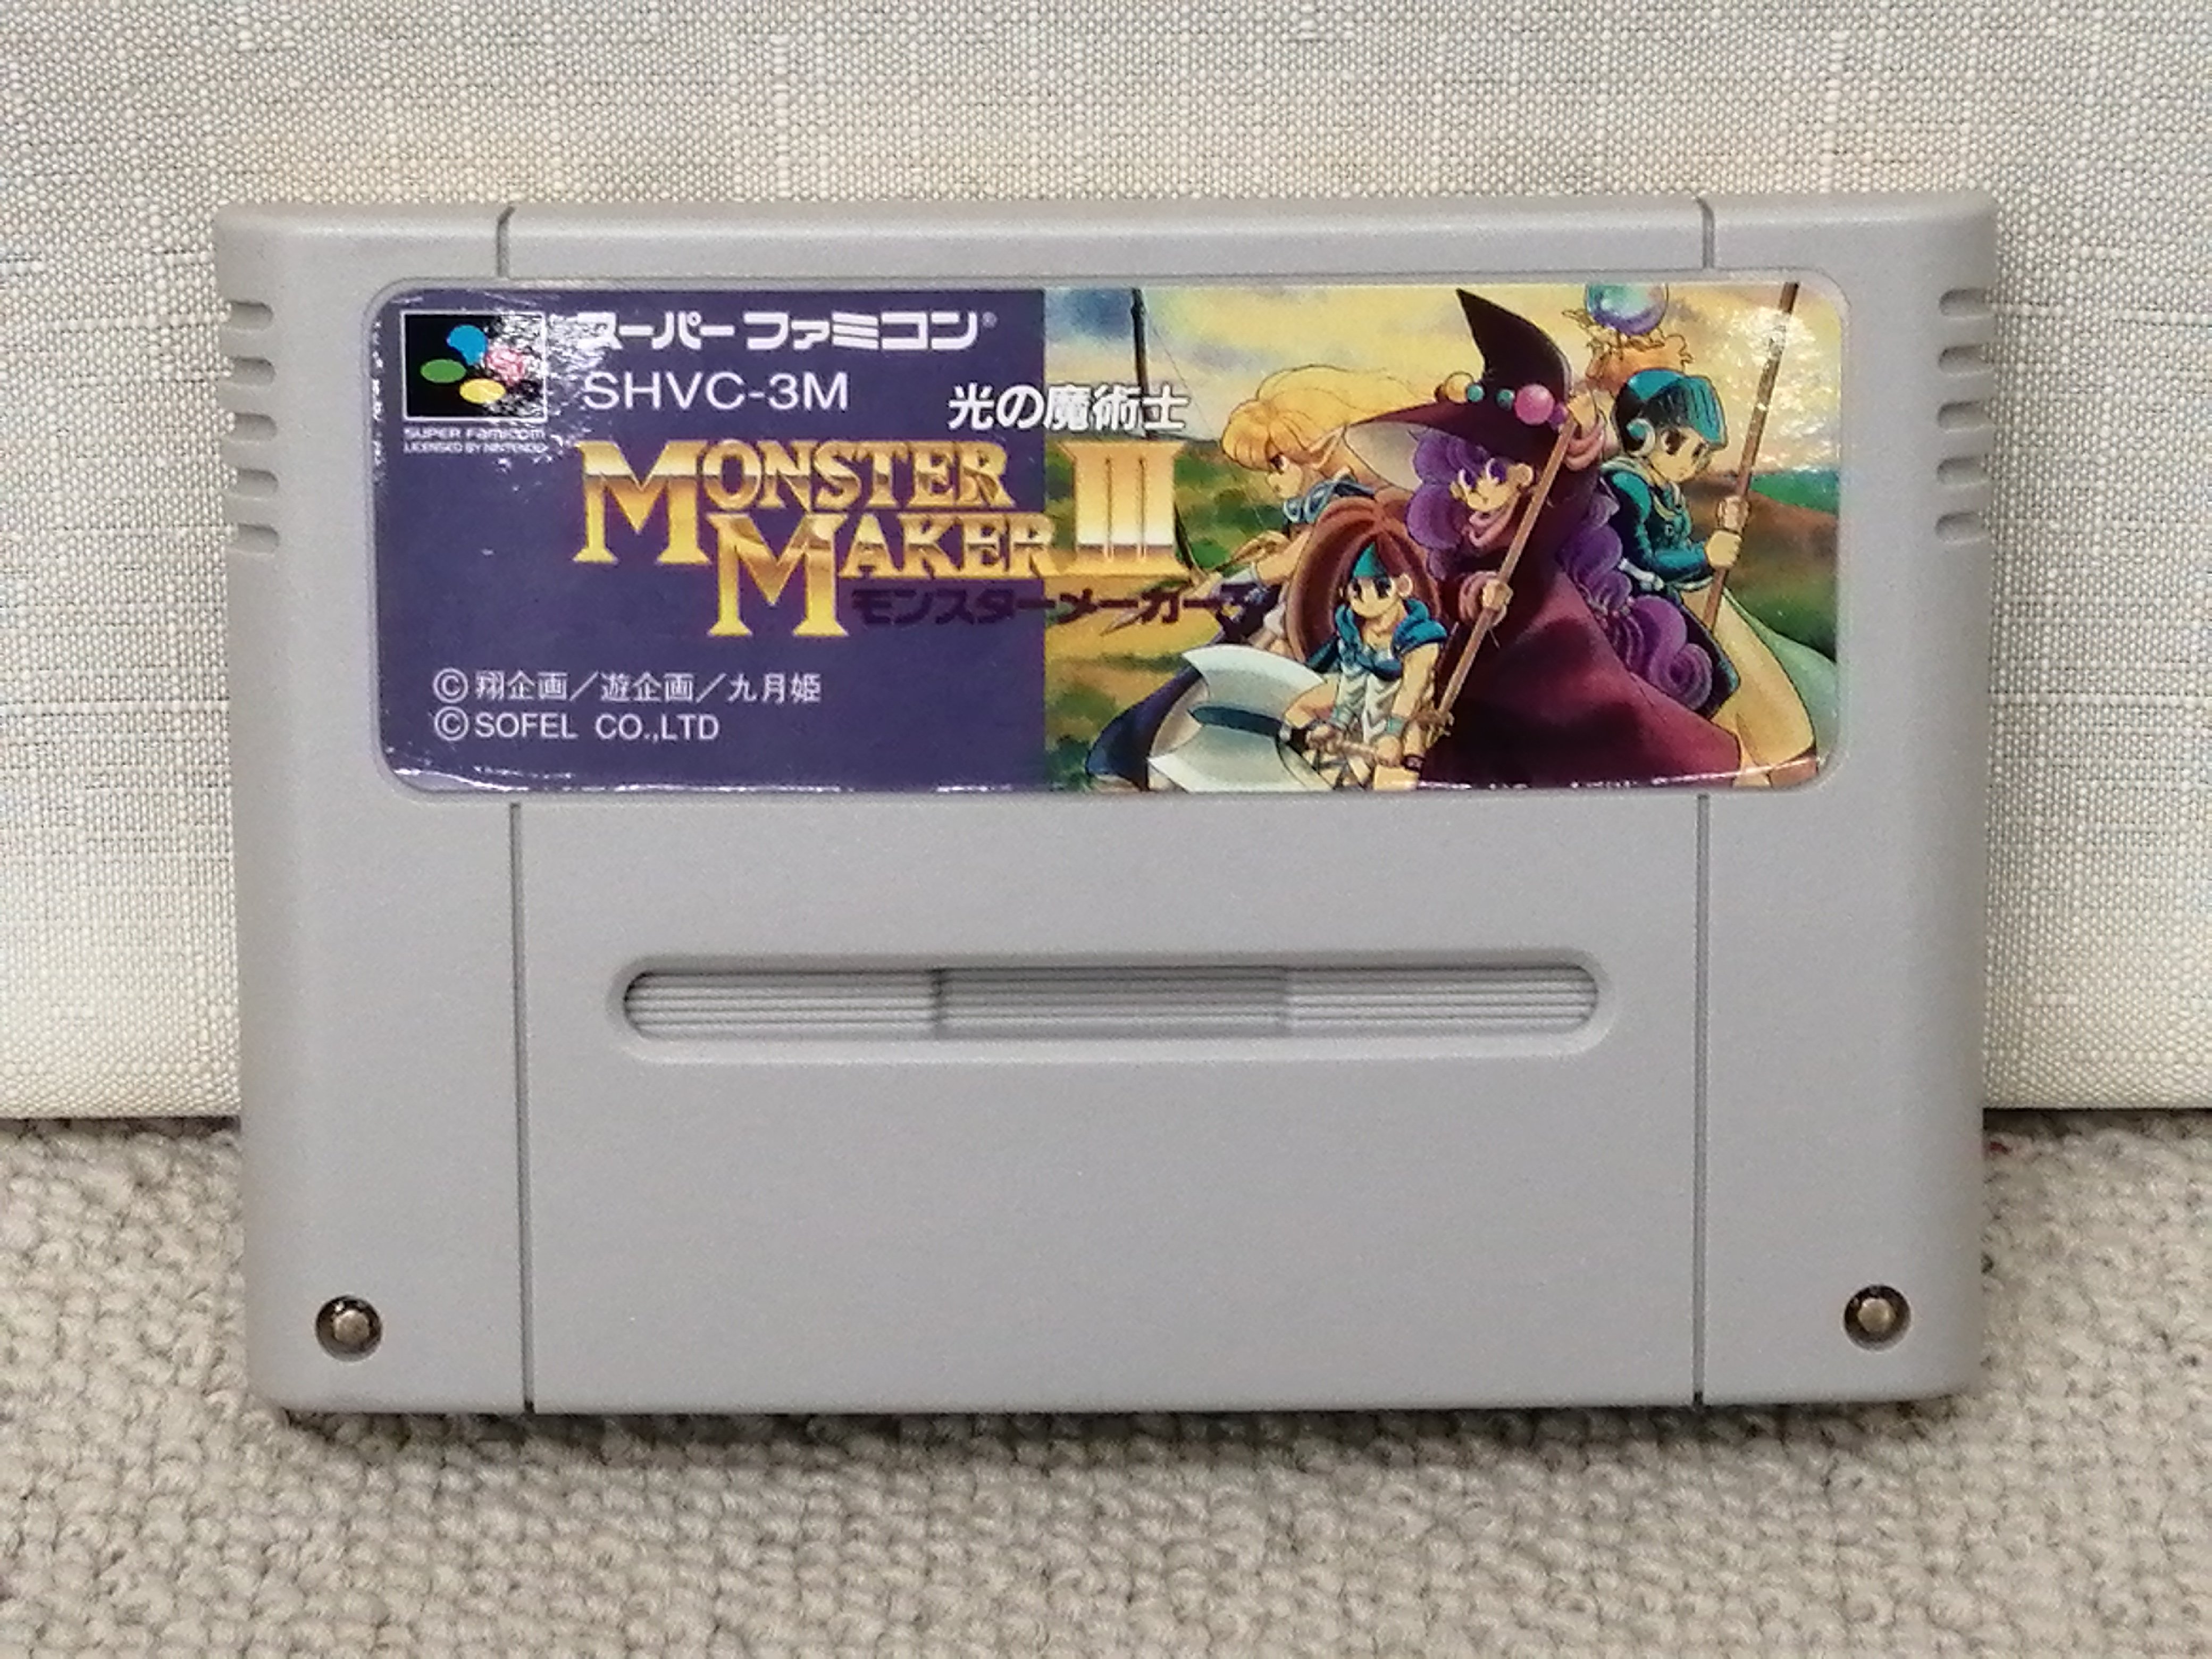 スーパーファミコン®
SHVC-3M
SUPER Famicom
LICENSED BY NINTENDO
光の魔術士
MONSTER
MAKER III
モンスターメーカー3
©翔企画/遊企画/九月姫
©SOFEL CO.,LTD